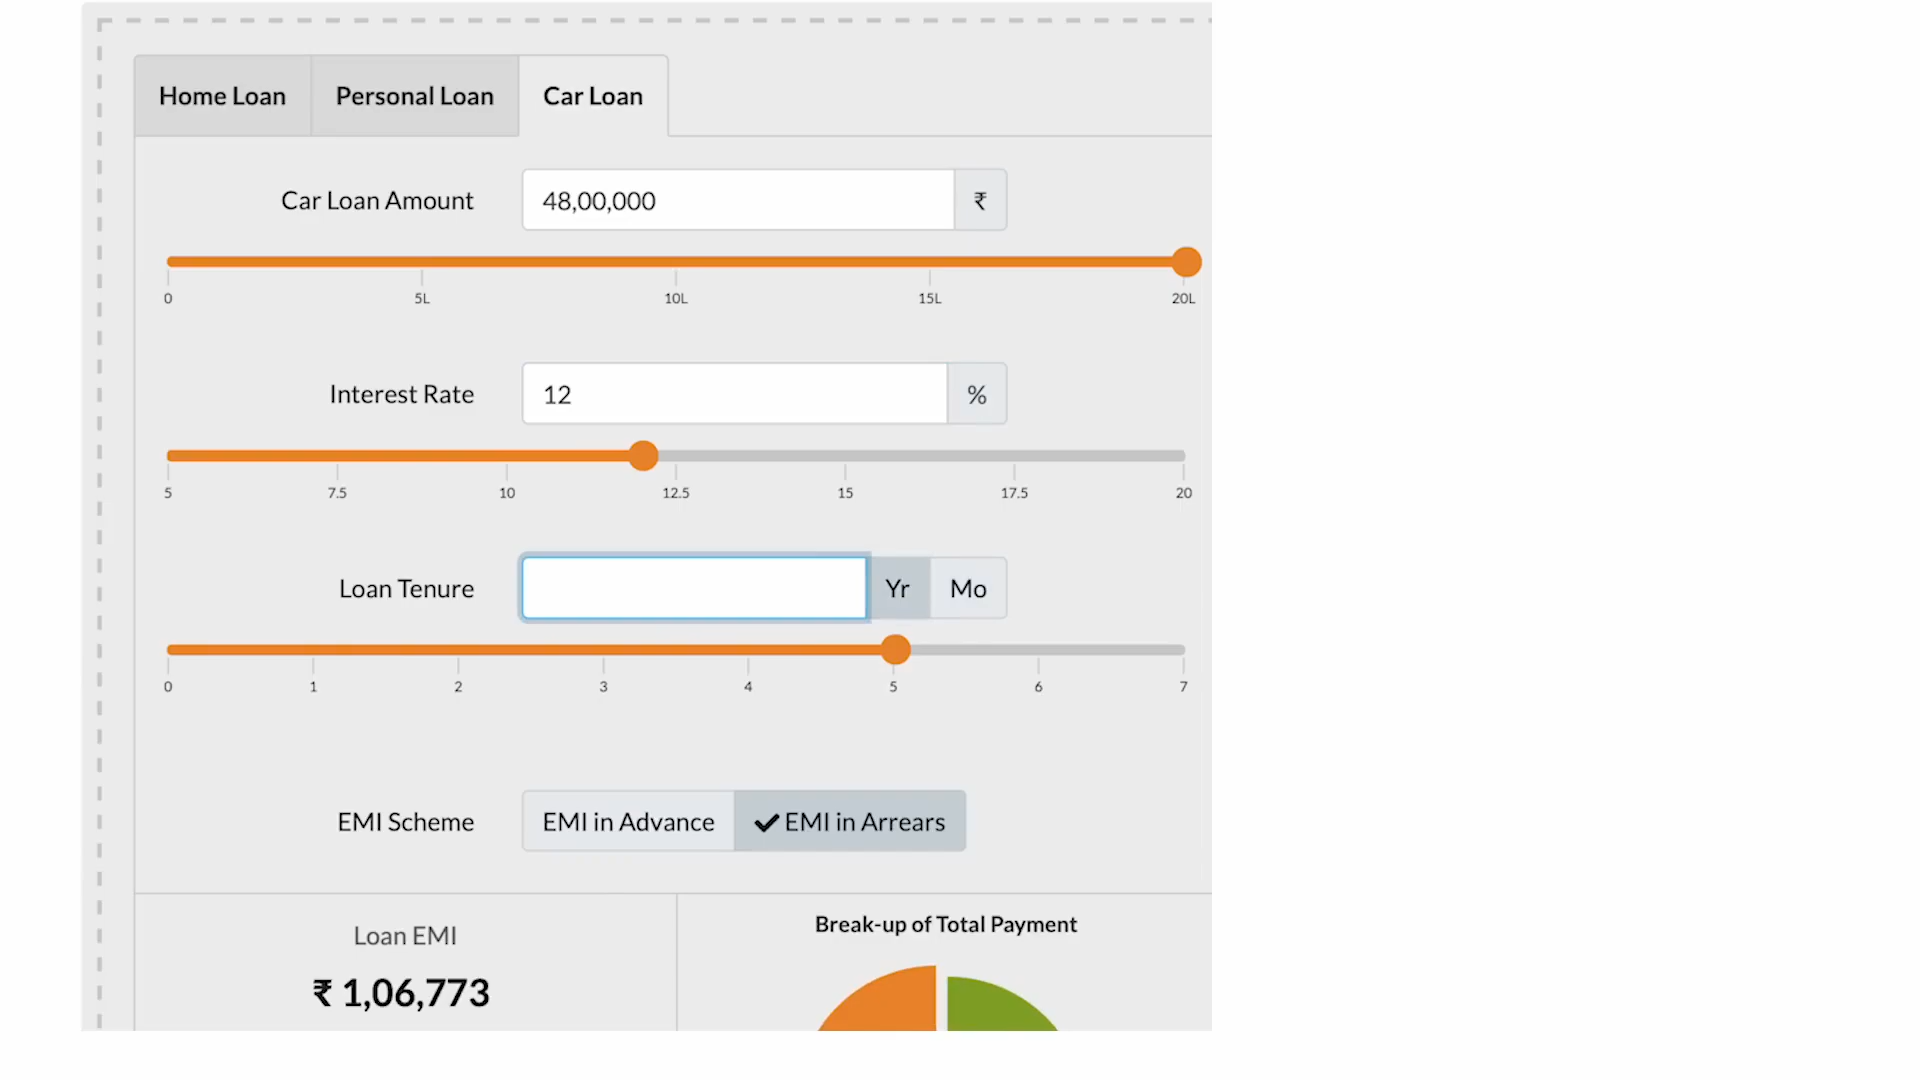 Home Loan Personal Loan Car Loan
Car Loan Amount 48,00,000 ₹
0 5L 10L 15L 20L
Interest Rate 12 %
5 7.5 10 12.5 15 17.5 20
Loan Tenure Yr Mo
0 1 2 3 4 5 6 7
EMI Scheme EMI in Advance EMI in Arrears
Loan EMI
₹ 1,06,773
Break-up of Total Payment